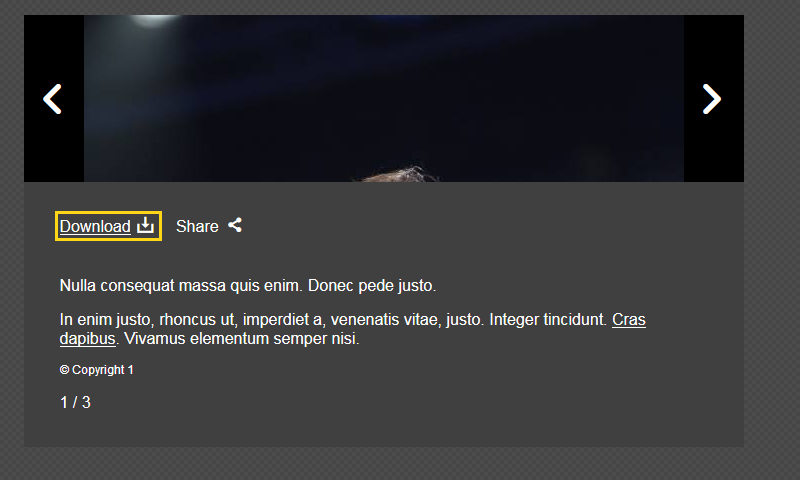 Download Share
Nulla consequat massa quis enim. Donec pede justo.
In enim justo, rhoncus ut, imperdiet a, venenatis vitae, justo. Integer tincidunt. Cras
dapibus. Vivamus elementum semper nisi.
© Copyright 1
1 / 3